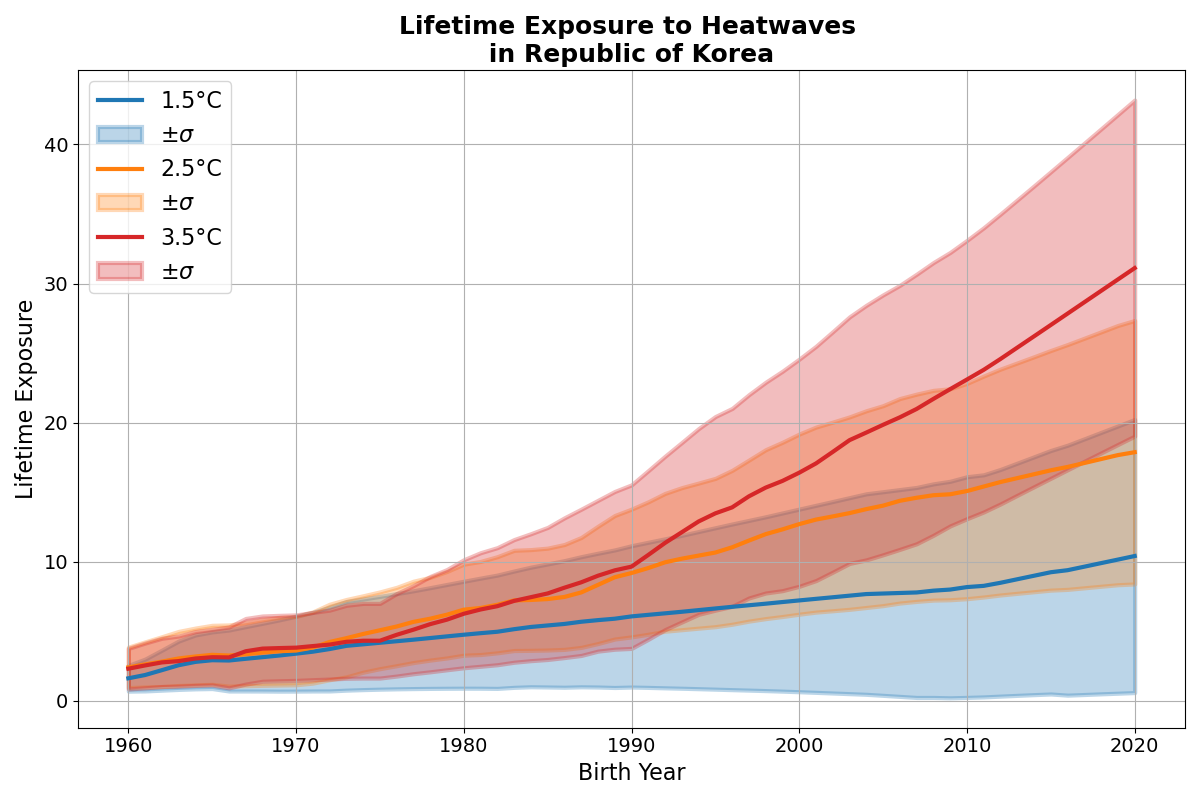 Lifetime Exposure to Heatwaves
in Republic of Korea
1.5°C
±σ
2.5°C
±σ
3.5°C
±σ
Lifetime Exposure
40
30
20
10
0
1960 1970 1980 1990 2000 2010 2020
Birth Year